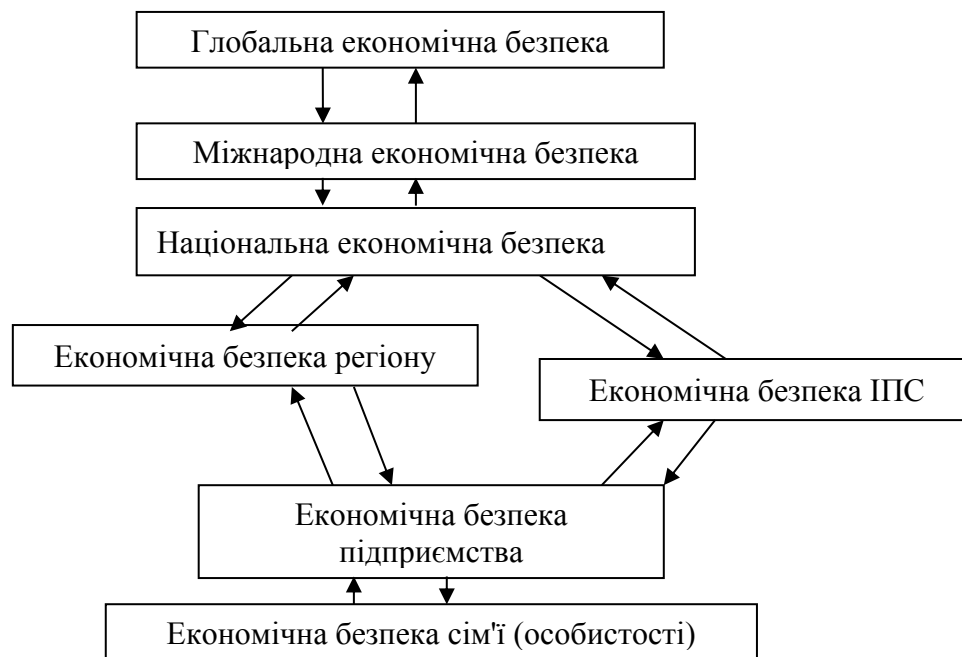 Глобальна економічна безпека
Міжнародна економічна безпека
Національна економічна безпека
Економічна безпека регіону
Економічна безпека ІПС
Економічна безпека
підприємства
Економічна безпека сім'ї (особистості)